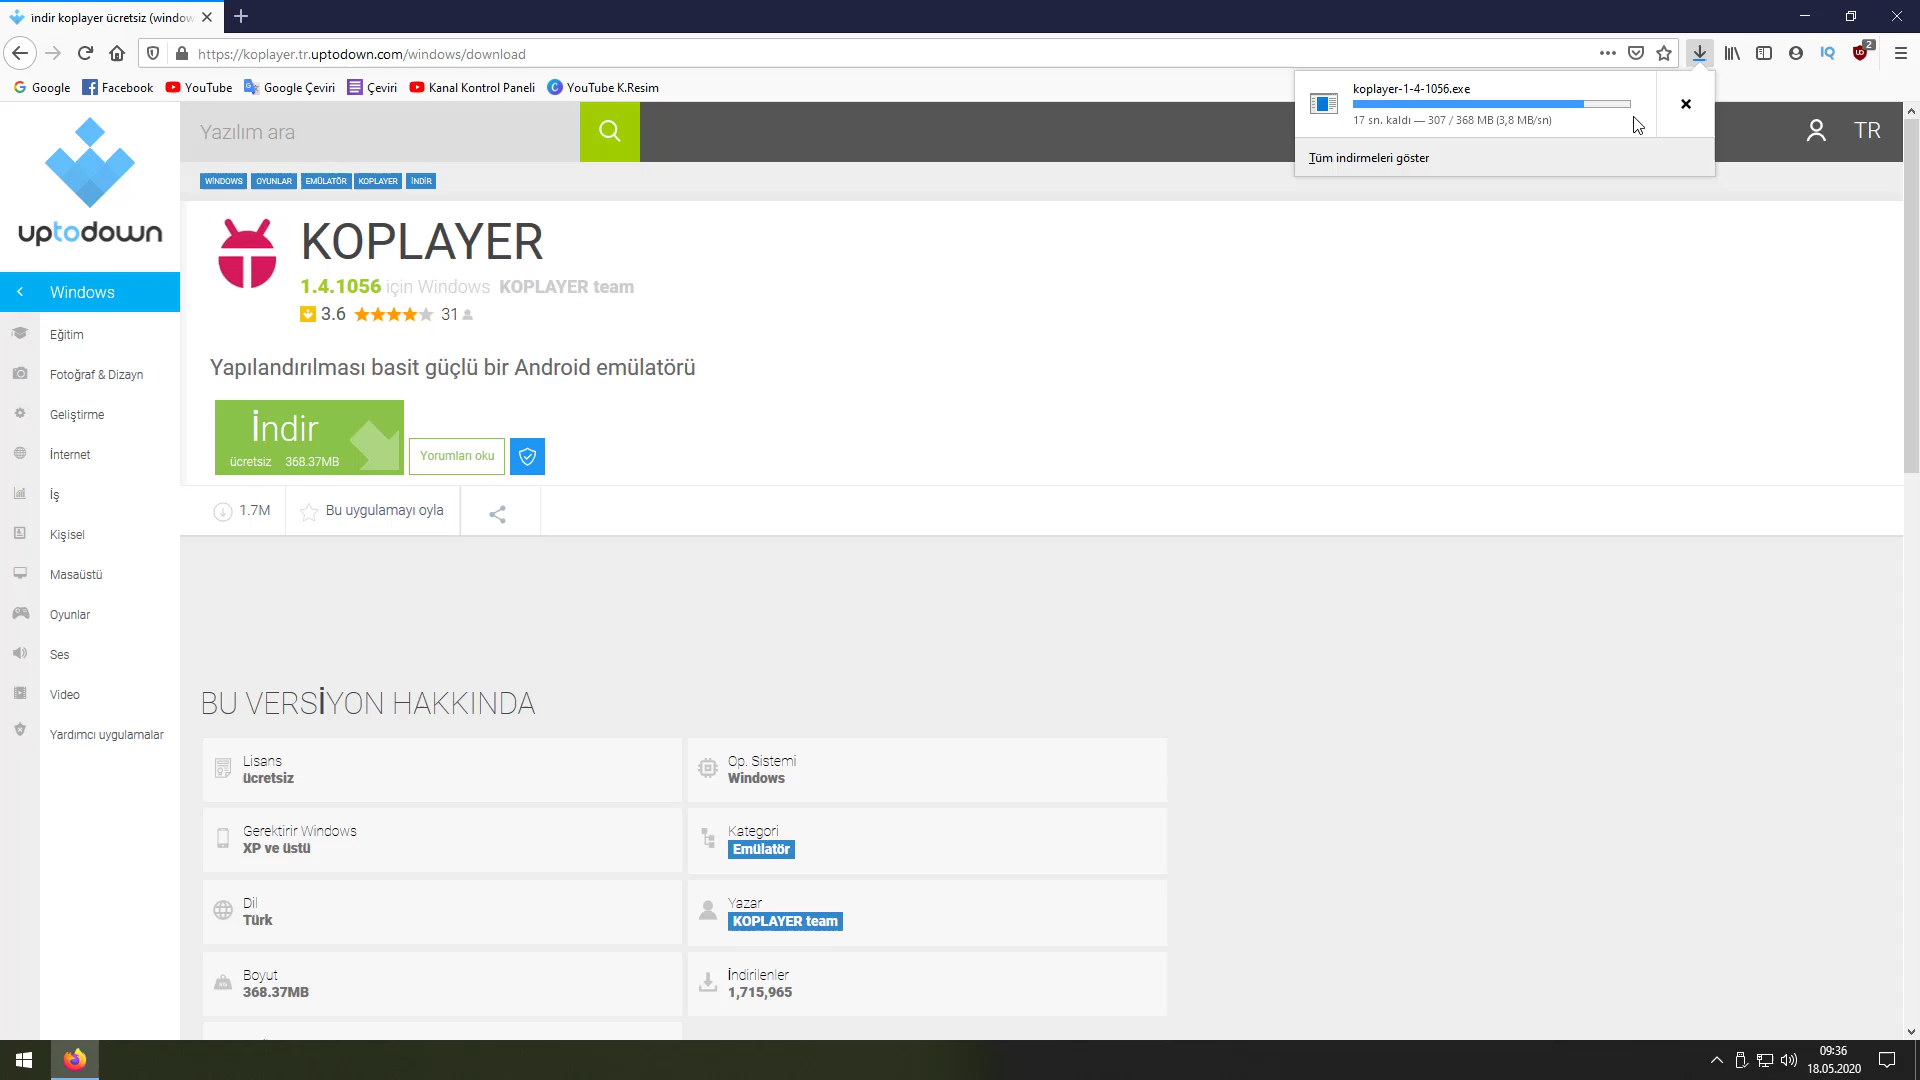 indir koplayer ücretsiz (window
https://koplayer.tr.uptodown.com/windows/download
2
Google
Facebook
YouTube
Google Çeviri
Çeviri
Kanal Kontrol Paneli
YouTube K.Resim
koplayer-1-4-1056.exe
17 sn. kaldı — 307 / 368 MB (3,8 MB/sn)
Tüm indirmeleri göster
uptodown
Yazılım ara
TR
WINDOWS
OYUNLAR
EMÜLATÖR
KOPLAYER
İNDİR
KOPLAYER
1.4.1056 için Windows KOPLAYER team
3.6
31
Windows
Eğitim
Fotoğraf & Dizayn
Geliştirme
İnternet
İş
Kişisel
Masaüstü
Oyunlar
Ses
Video
Yardımcı uygulamalar
Yapılandırılması basit güçlü bir Android emülatörü
İndir
ücretsiz 368.37MB
Yorumları oku
1.7M
Bu uygulamayı oyla
BU VERSİYON HAKKINDA
Lisans
ücretsiz
Op. Sistemi
Windows
Gerektirir Windows
XP ve üstü
Kategori
Emülatör
Dil
Türk
Yazar
KOPLAYER team
Boyut
368.37MB
İndirilenler
1,715,965
09:36
18.05.2020